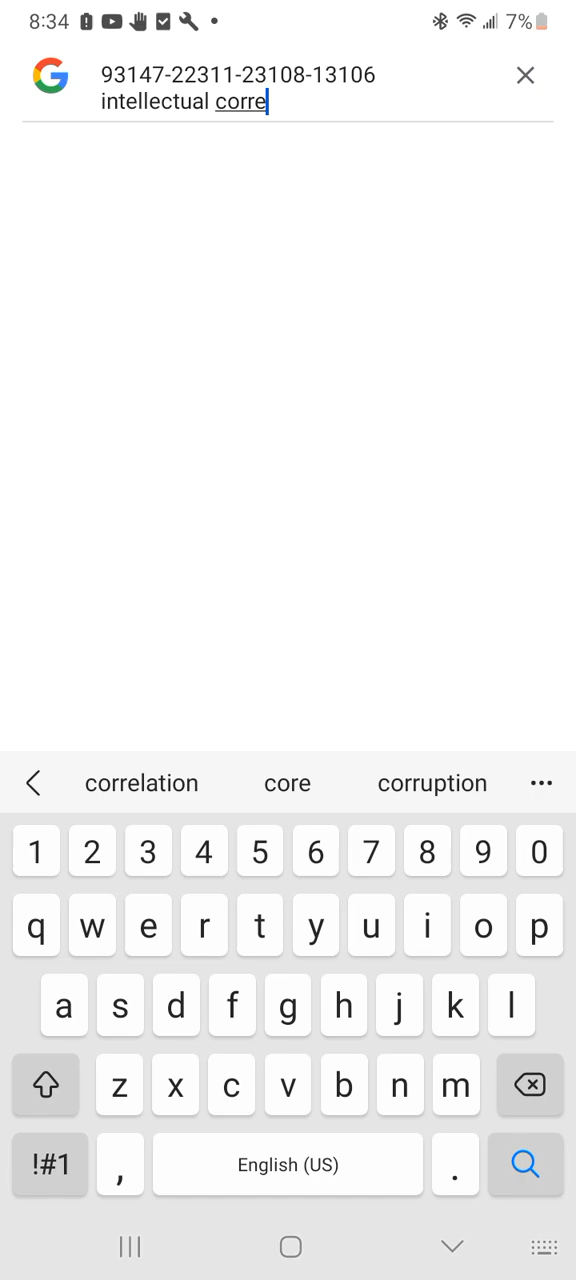 8:34 7%
93147-22311-23108-13106
intellectual corre
correlation core corruption
1 2 3 4 5 6 7 8 9 0
q w e r t y u i o p
a s d f g h j k l
z x c v b n m
!#1 , English (US) .